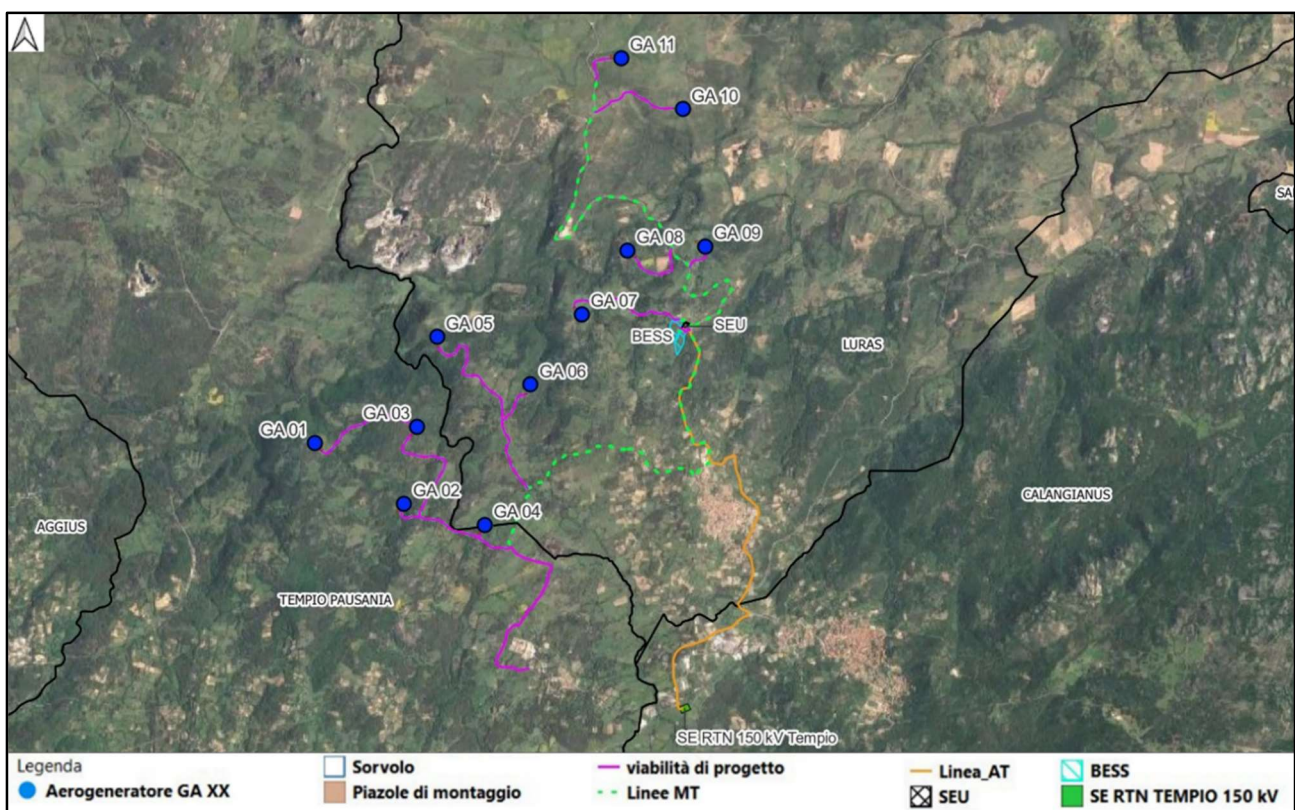 GA 11
GA 10
SA
GA 08
GA 09
GA 07
SEU
BESS
GA 05
LURAS
GA 06
GA 03
GA 01
GA 02
GA 04
CALANGIANUS
AGGIUS
TEMPIO PAUSANIA
SE RTN 150 kV Tempio
Legenda
Aerogeneratore GA XX
Sorvolo
Piazole di montaggio
viabilità di progetto
Linee MT
Linea_AT
SEU
BESS
SE RTN TEMPIO 150 kV